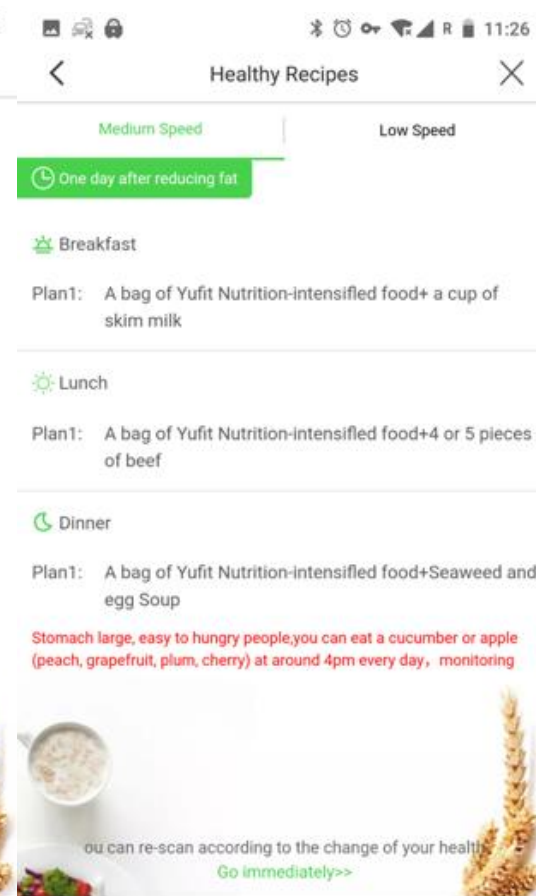 R 11:26
Healthy Recipes
Medium Speed
Low Speed
One day after reducing fat
Breakfast
Plan1: A bag of Yufit Nutrition-intensifled food+ a cup of
skim milk
Lunch
Plan1: A bag of Yufit Nutrition-intensifled food+4 or 5 pieces
of beef
Dinner
Plan1: A bag of Yufit Nutrition-intensifled food+Seaweed and
egg Soup
Stomach large, easy to hungry people,you can eat a cucumber or apple
(peach, grapefruit, plum, cherry) at around 4pm every day，monitoring
ou can re-scan according to the change of your health
Go immediately>>